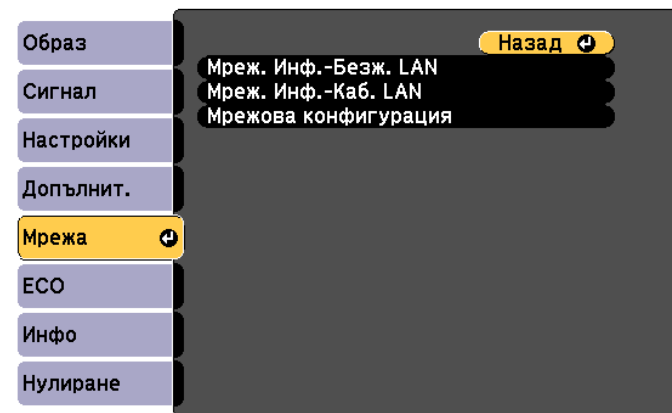 Образ
Сигнал
Настройки
Допълнит.
Мрежа
ECO
Инфо
Нулиране
Назад
Мреж. Инф.-Безж. LAN
Мреж. Инф.-Каб. LAN
Мрежова конфигурация